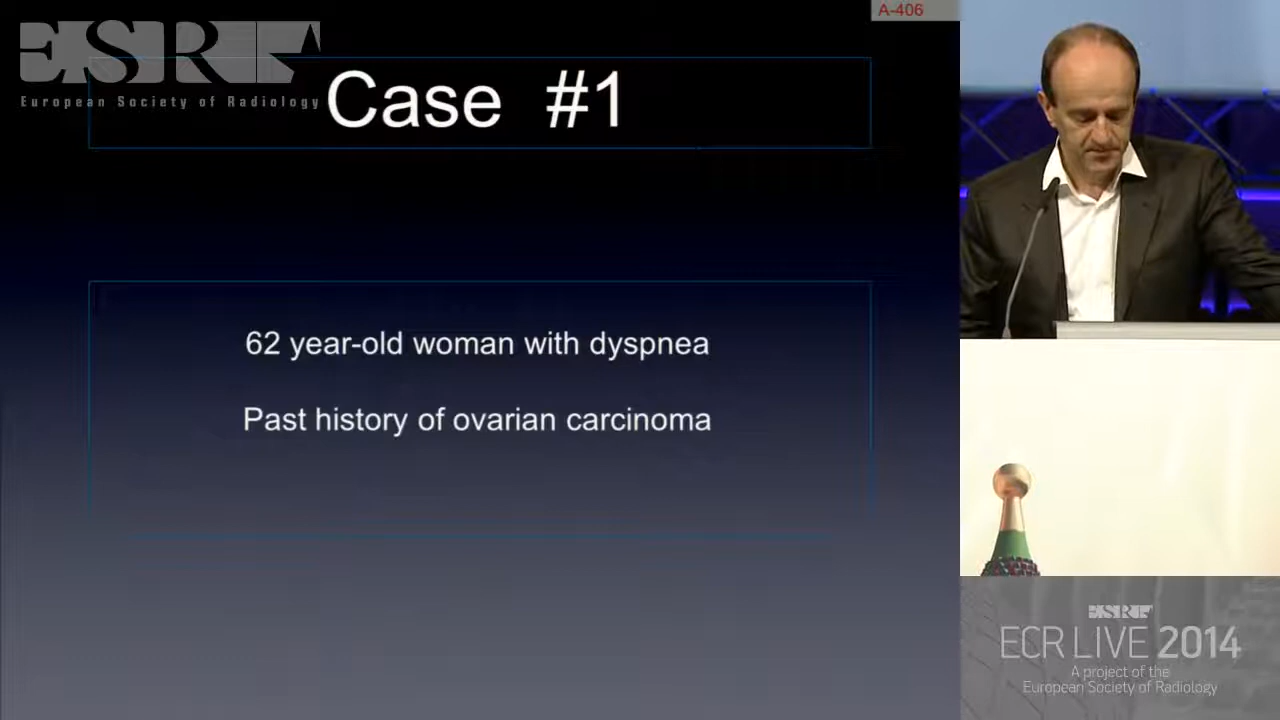 A-406
ESR
European Society of Radiology
Case #1
62 year-old woman with dyspnea
Past history of ovarian carcinoma
ESR
ECR LIVE 2014
A project of the
European Society of Radiology